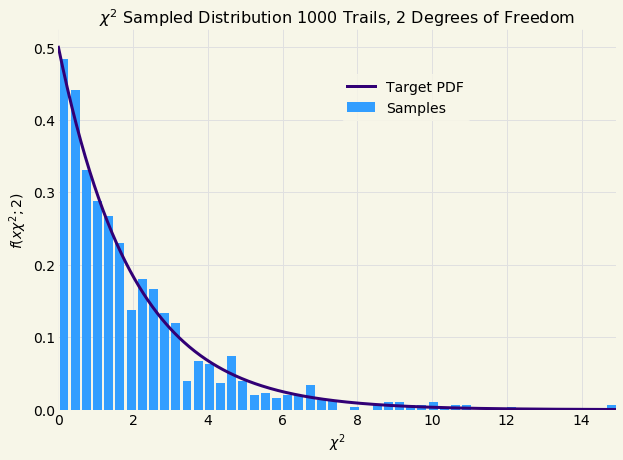 χ² Sampled Distribution 1000 Trails, 2 Degrees of Freedom
0.5
0.4
0.3
0.2
0.1
0.0
f(xχ²; 2)
Target PDF
Samples
0 2 4 6 8 10 12 14
χ²